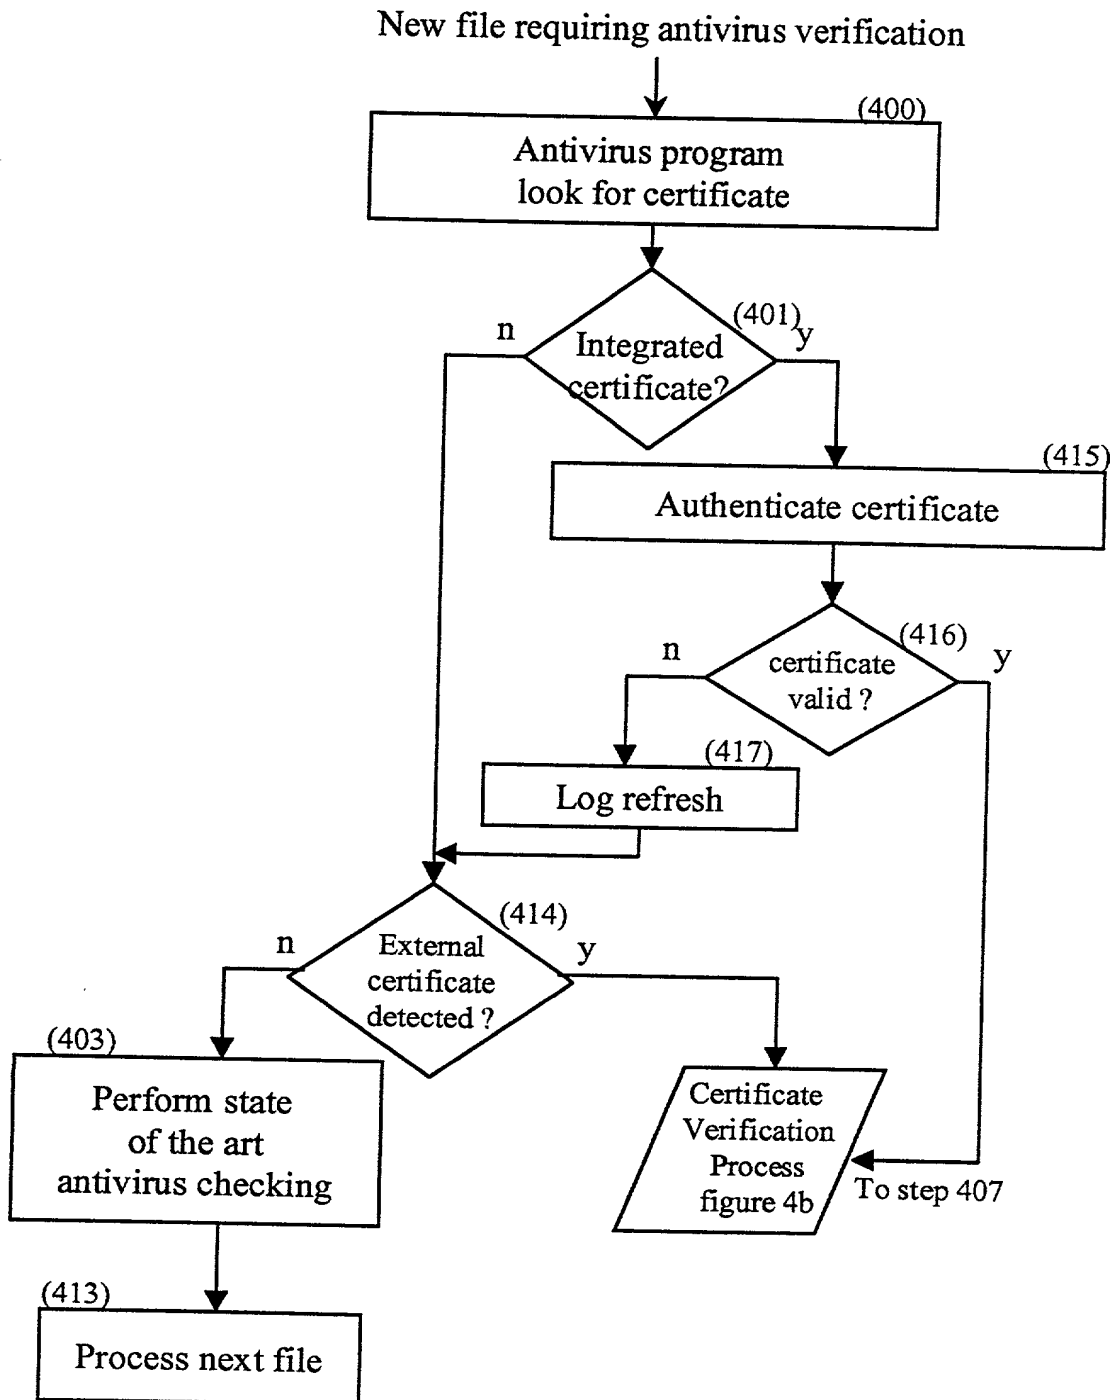 New file requiring antivirus verification
(400)
Antivirus program
look for certificate
(401)
n
y
Integrated
certificate?
(415)
Authenticate certificate
(416)
n
y
certificate
valid ?
(417)
Log refresh
(414)
n
y
External
certificate
detected ?
(403)
Perform state
of the art
antivirus checking
Certificate
Verification
Process
figure 4b
To step 407
(413)
Process next file